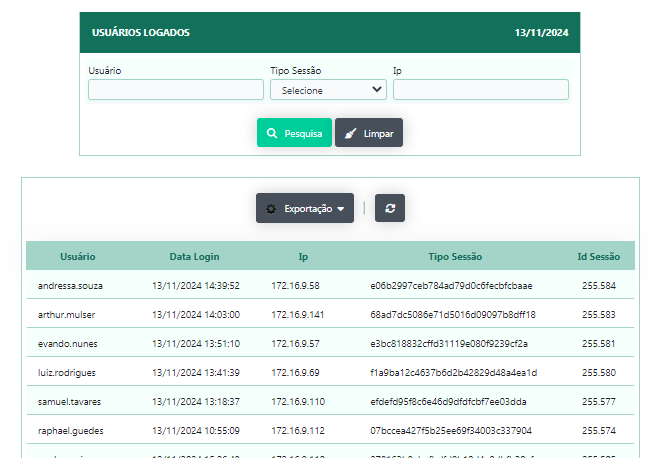 USUÁRIOS LOGADOS 13/11/2024
Usuário Tipo Sessão Ip
Selecione
Pesquisa Limpar
Exportação |
Usuário Data Login Ip Tipo Sessão Id Sessão
andressa.souza 13/11/2024 14:39:52 172.16.9.58 e06b2997ceb784ad79d0c6fecbfcbaae 255.584
arthur.mulser 13/11/2024 14:03:00 172.16.9.141 68ad7dc5086e71d5016d09097b8dff18 255.583
evando.nunes 13/11/2024 13:51:10 172.16.9.57 e3bc818832cffd31119e080f9239cf2a 255.581
luiz.rodrigues 13/11/2024 13:41:39 172.16.9.69 f1a9ba12c4637b6d2b42829d48a4ea1d 255.580
samuel.tavares 13/11/2024 13:18:37 172.16.9.110 efdefd95f8c6e46d9dfdfcbf7ee03dda 255.577
raphael.guedes 13/11/2024 10:55:09 172.16.9.112 07bccea427f5b25ee69f34003c337904 255.574